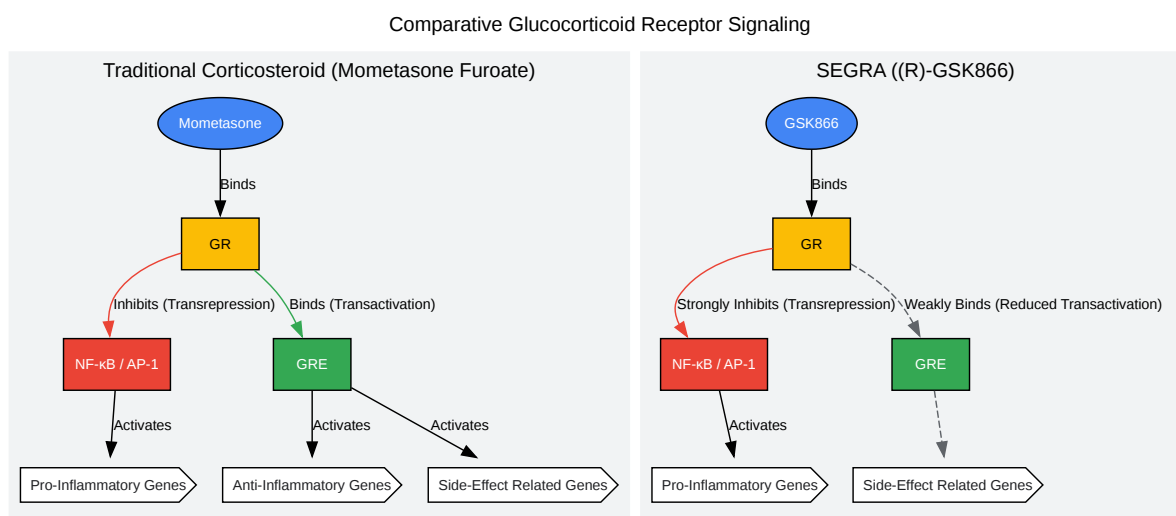 Comparative Glucocorticoid Receptor Signaling
Traditional Corticosteroid (Mometasone Furoate)
Mometasone
Binds
GR
Inhibits (Transrepression)
Binds (Transactivation)
NF-κB / AP-1
GRE
Activates
Activates
Activates
Pro-Inflammatory Genes
Anti-Inflammatory Genes
Side-Effect Related Genes
SEGRA ((R)-GSK866)
GSK866
Binds
GR
Strongly Inhibits (Transrepression)
Weakly Binds (Reduced Transactivation)
NF-κB / AP-1
GRE
Activates
Pro-Inflammatory Genes
Side-Effect Related Genes